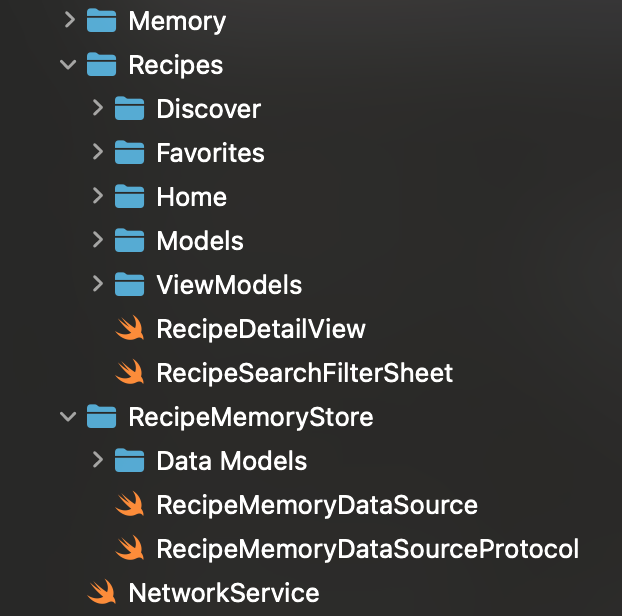 Memory
Recipes
Discover
Favorites
Home
Models
ViewModels
RecipeDetailView
RecipeSearchFilterSheet
RecipeMemoryStore
Data Models
RecipeMemoryDataSource
RecipeMemoryDataSourceProtocol
NetworkService